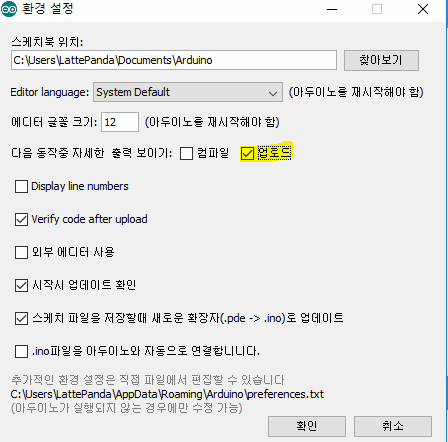 환경 설정
스케치북 위치:
C:\Users\LattePanda\Documents\Arduino 찾아보기
Editor language: System Default (아두이노를 재시작해야 함)
에디터 글꼴 크기: 12 (아두이노를 재시작해야 함)
다음 동작중 자세한 출력 보이기: 컴파일 업로드
Display line numbers
Verify code after upload
외부 에디터 사용
시작시 업데이트 확인
스케치 파일을 저장할때 새로운 확장자(.pde -> .ino)로 업데이트
.ino파일을 아두이노와 자동으로 연결합니니다.
추가적인 환경 설정은 직접 파일에서 편집할 수 있습니다
C:\Users\LattePanda\AppData\Roaming\Arduino\preferences.txt
(아두이노가 실행되지 않는 경우에만 수정 가능)
확인 취소